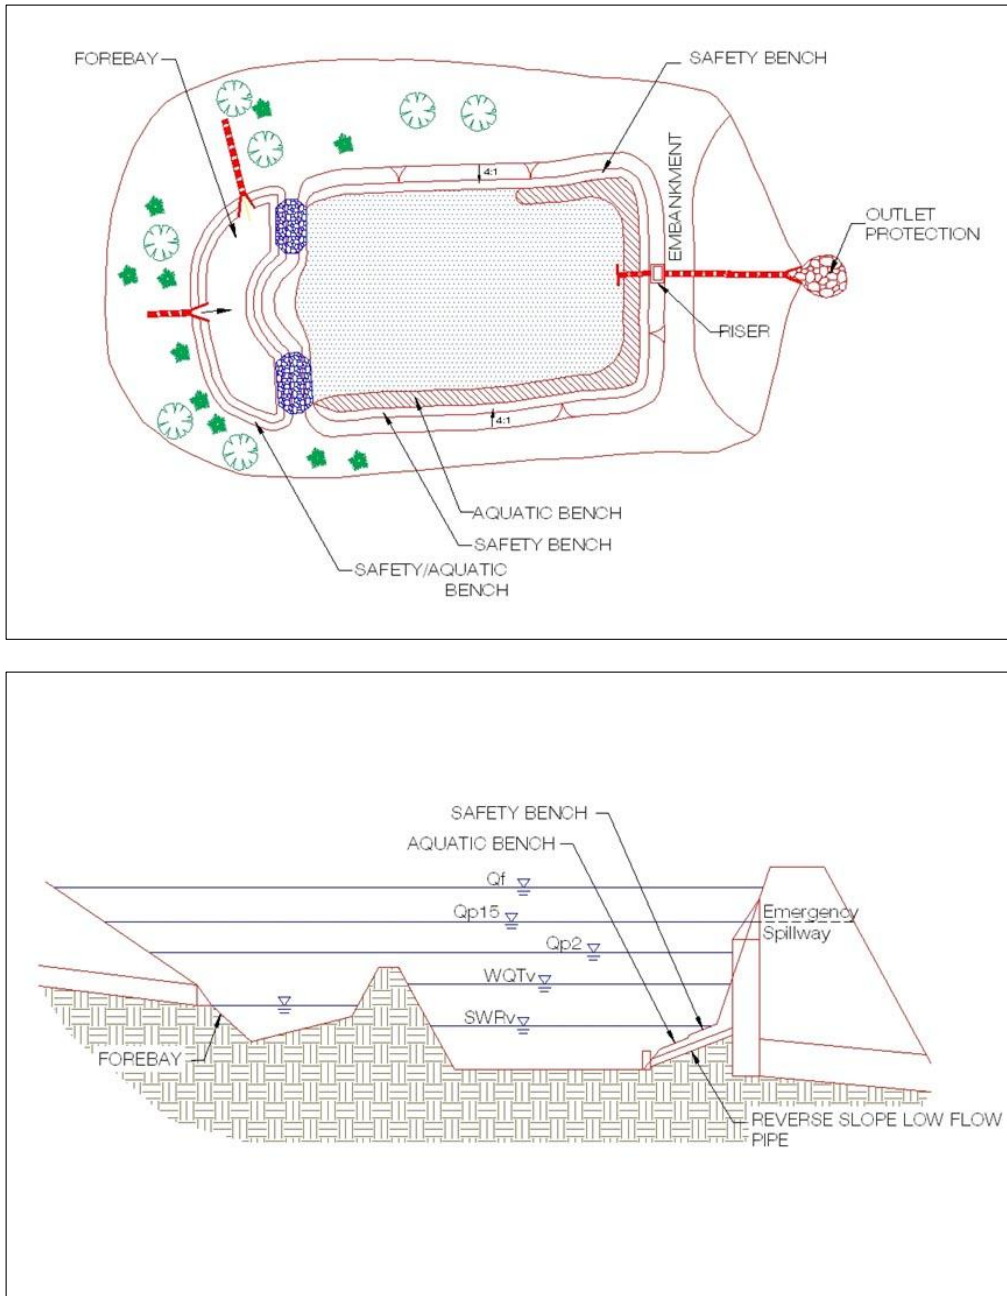 FOREBAY
SAFETY BENCH
4:1
EMBANKMENT
OUTLET
PROTECTION
RISER
4:1
AQUATIC BENCH
SAFETY BENCH
SAFETY/AQUATIC
BENCH
SAFETY BENCH
AQUATIC BENCH
Qf
Qp15
Emergency
Spillway
Qp2
WQTv
SWRv
FOREBAY
REVERSE SLOPE LOW FLOW
PIPE